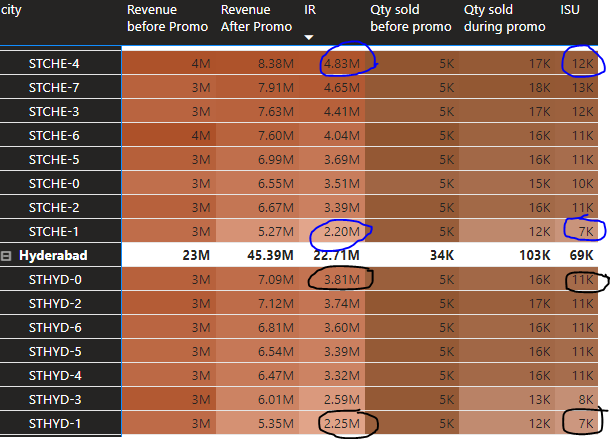 city Revenue before Promo Revenue After Promo IR Qty sold before promo Qty sold during promo ISU
STCHE-4 4M 8.38M 4.83M 5K 17K 12K
STCHE-7 3M 7.91M 4.65M 5K 18K 13K
STCHE-3 3M 7.63M 4.41M 5K 17K 12K
STCHE-6 4M 7.60M 4.04M 5K 16K 11K
STCHE-5 3M 6.99M 3.69M 5K 16K 11K
STCHE-0 3M 6.55M 3.51M 5K 15K 10K
STCHE-2 3M 6.67M 3.39M 5K 16K 11K
STCHE-1 3M 5.27M 2.20M 5K 12K 7K
Hyderabad 23M 45.39M 22.71M 34K 103K 69K
STHYD-0 3M 7.09M 3.81M 5K 16K 11K
STHYD-2 3M 7.12M 3.74M 5K 17K 11K
STHYD-6 3M 6.81M 3.60M 5K 16K 11K
STHYD-5 3M 6.54M 3.39M 5K 16K 11K
STHYD-4 3M 6.47M 3.32M 5K 16K 11K
STHYD-3 3M 6.01M 2.59M 5K 13K 8K
STHYD-1 3M 5.35M 2.25M 5K 12K 7K